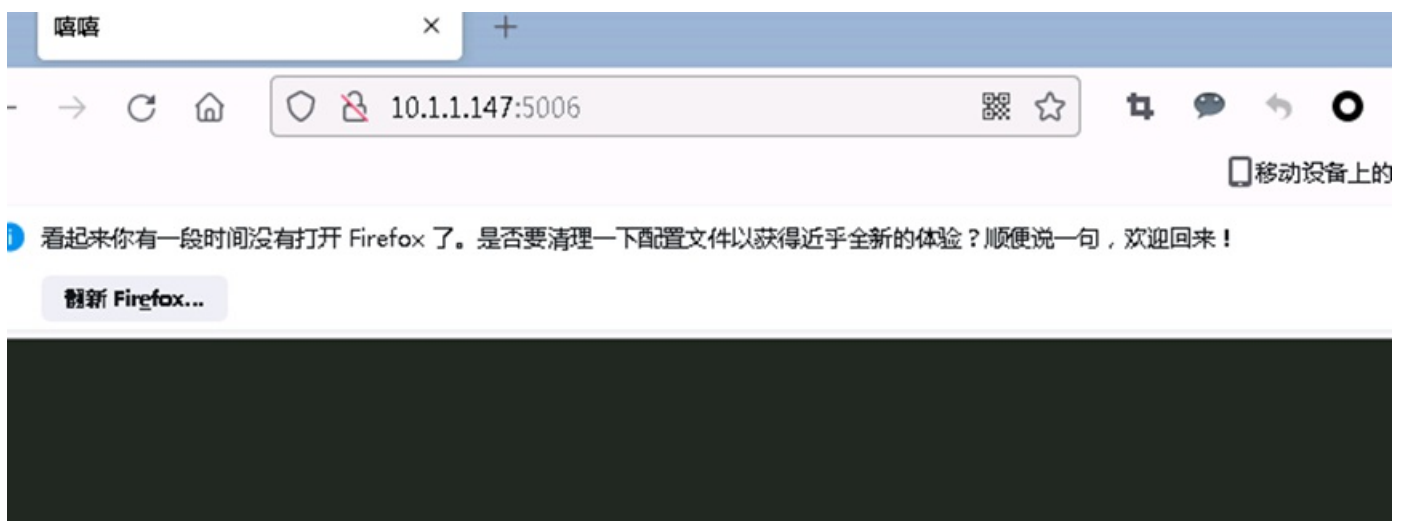 嘻嘻
10.1.1.147:5006
移动设备上的
看起来你有一段时间没有打开 Firefox 了。是否要清理一下配置文件以获得近乎全新的体验？顺便说一句，欢迎回来！
翻新 Firefox...